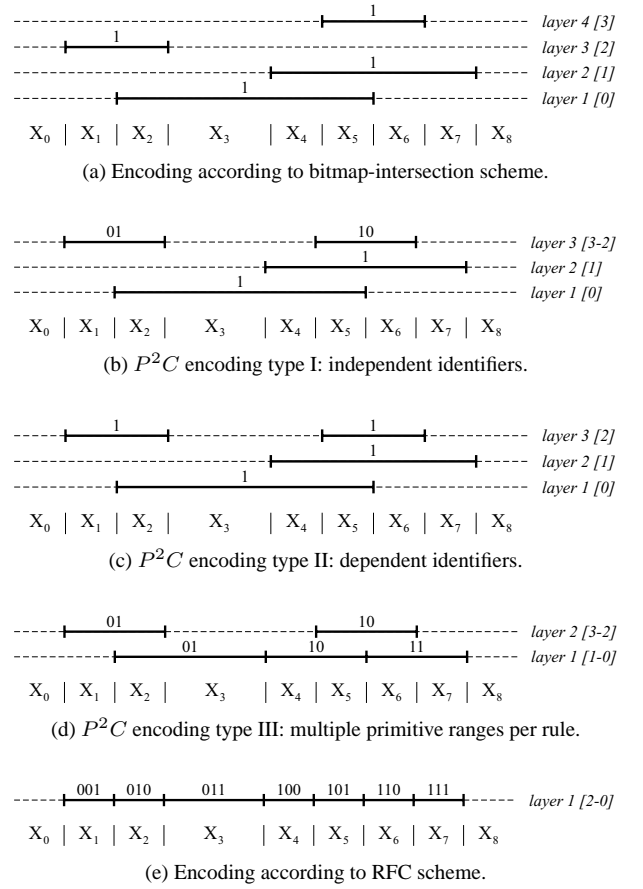 1 layer 4 [3]
1 layer 3 [2]
1 layer 2 [1]
1 layer 1 [0]
X₀ | X₁ | X₂ | X₃ | X₄ | X₅ | X₆ | X₇ | X₈
(a) Encoding according to bitmap-intersection scheme.
01 10 layer 3 [3-2]
1 layer 2 [1]
1 layer 1 [0]
X₀ | X₁ | X₂ | X₃ | X₄ | X₅ | X₆ | X₇ | X₈
(b) P²C encoding type I: independent identifiers.
1 1 layer 3 [2]
1 layer 2 [1]
1 layer 1 [0]
X₀ | X₁ | X₂ | X₃ | X₄ | X₅ | X₆ | X₇ | X₈
(c) P²C encoding type II: dependent identifiers.
01 10 layer 2 [3-2]
01 10 11 layer 1 [1-0]
X₀ | X₁ | X₂ | X₃ | X₄ | X₅ | X₆ | X₇ | X₈
(d) P²C encoding type III: multiple primitive ranges per rule.
001 010 011 100 101 110 111 layer 1 [2-0]
X₀ | X₁ | X₂ | X₃ | X₄ | X₅ | X₆ | X₇ | X₈
(e) Encoding according to RFC scheme.